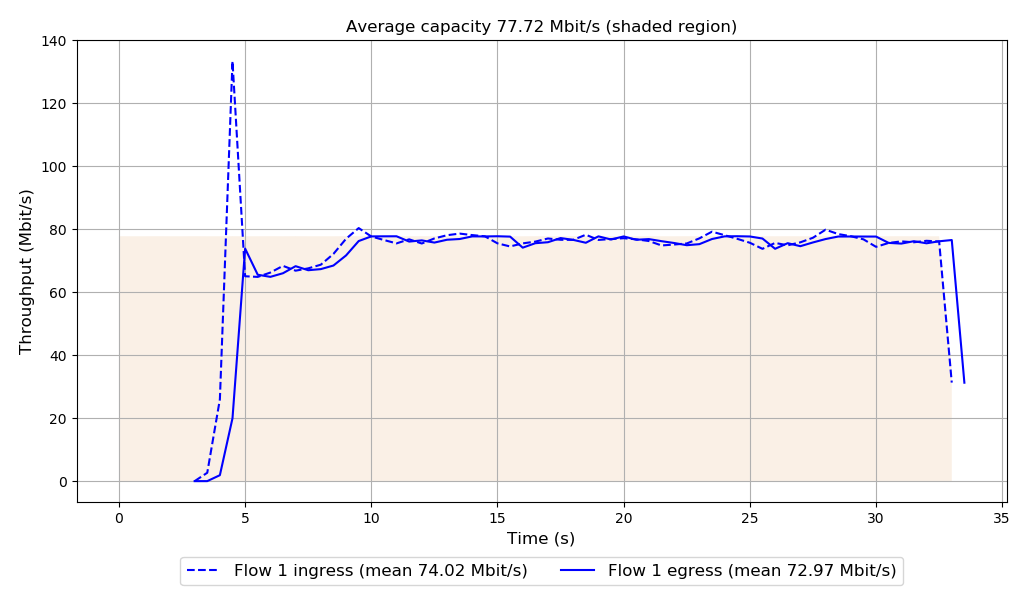 Average capacity 77.72 Mbit/s (shaded region)
Throughput (Mbit/s)
140
120
100
80
60
40
20
0
0 5 10 15 20 25 30 35
Time (s)
Flow 1 ingress (mean 74.02 Mbit/s) Flow 1 egress (mean 72.97 Mbit/s)